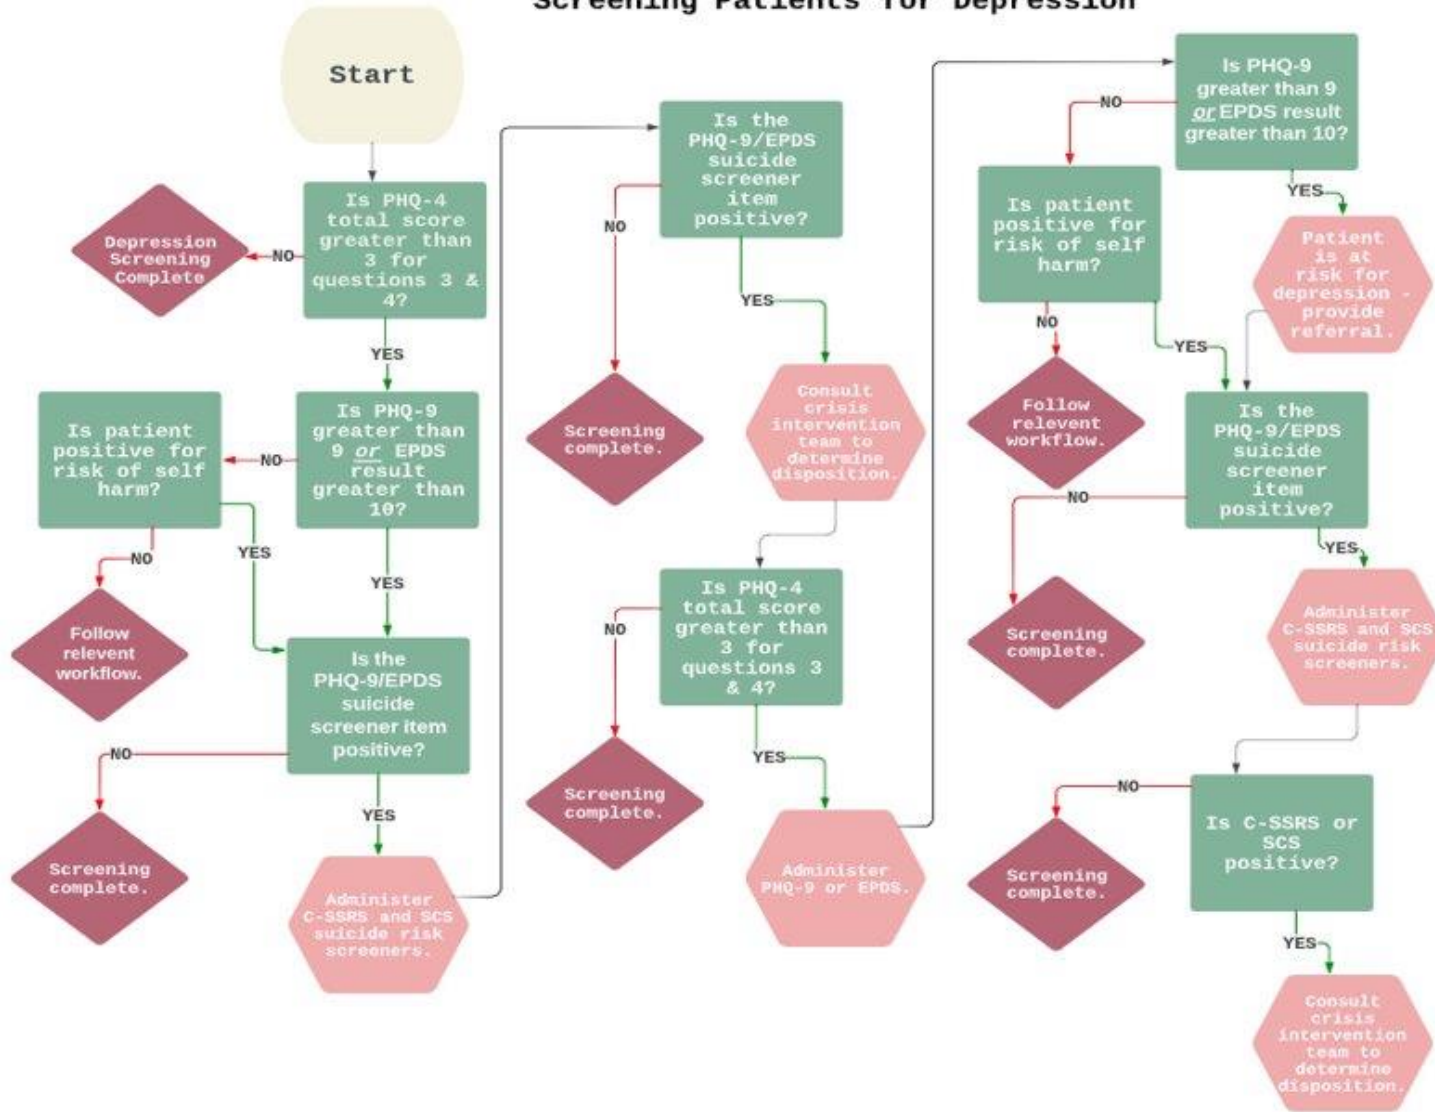 Screening Patients for Depression
Start
Is PHQ-4
total score
greater than
3 for
questions 3 &
4?
NO
Depression
Screening
Complete
YES
Is PHQ-9
greater than
9 or EPDS
result
greater than
10?
NO
Is patient
positive for
risk of self
harm?
NO
Follow
relevent
workflow.
YES
YES
Is the
PHQ-9/EPDS
suicide
screener item
positive?
NO
Screening
complete.
YES
Administer
C-SSRS and SCS
suicide risk
screeners.
Is the
PHQ-9/EPDS
suicide
screener
item
positive?
NO
Screening
complete.
YES
Consult
crisis
intervention
team to
determine
disposition.
Is PHQ-4
total score
greater than
3 for
questions 3
& 4?
NO
Screening
complete.
YES
Administer
PHQ-9 or EPDS.
Is PHQ-9
greater than 9
or EPDS result
greater than 10?
NO
Is patient
positive for
risk of self
harm?
NO
Follow
relevent
workflow.
YES
YES
Patient
is at
risk for
depression -
provide
referral.
Is the
PHQ-9/EPDS
suicide
screener
item
positive?
NO
Screening
complete.
YES
Administer
C-SSRS and SCS
suicide risk
screeners.
Is C-SSRS or
SCS
positive?
NO
Screening
complete.
YES
Consult
crisis
intervention
team to
determine
disposition.